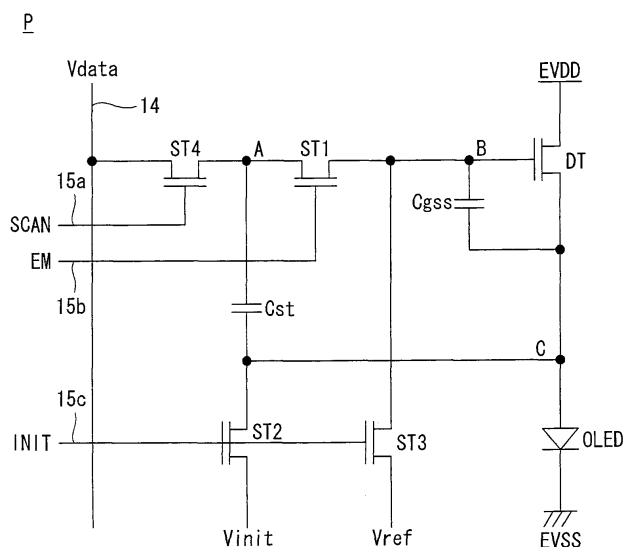 P
Vdata
EVDD
14
ST4
A
ST1
B
DT
15a
Cgss
SCAN
EM
15b
Cst
C
15c
INIT
ST2
ST3
OLED
Vinit
Vref
EVSS